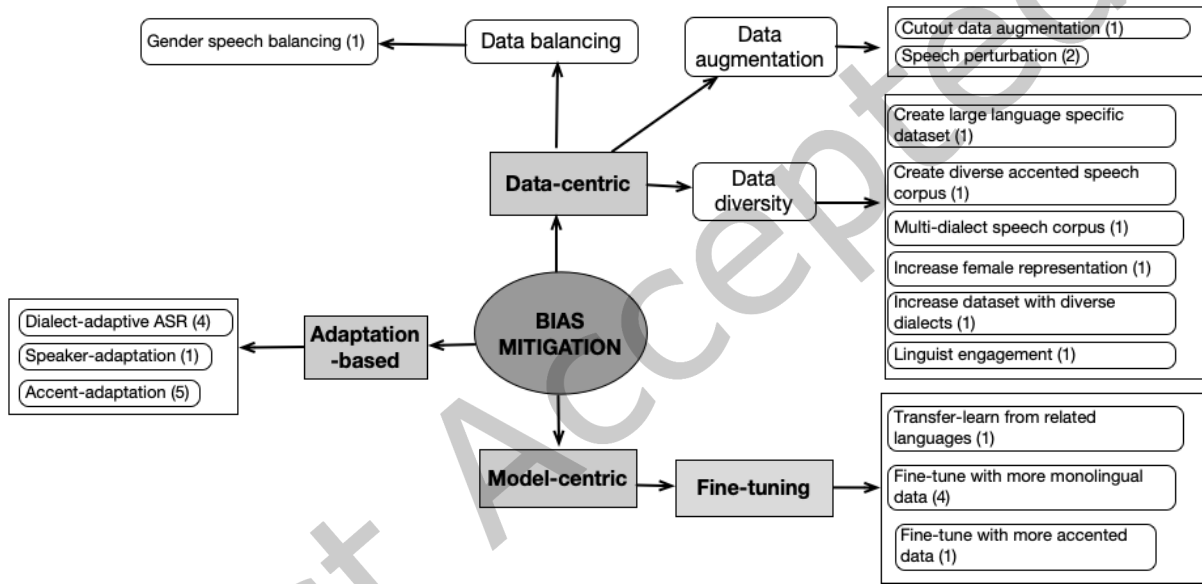 Gender speech balancing (1)
Data balancing
Data
augmentation
Cutout data augmentation (1)
Speech perturbation (2)
Data-centric
Data
diversity
Create large language specific
dataset (1)
Create diverse accented speech
corpus (1)
Multi-dialect speech corpus (1)
Increase female representation (1)
Increase dataset with diverse
dialects (1)
Linguist engagement (1)
BIAS
MITIGATION
Adaptation
-based
Dialect-adaptive ASR (4)
Speaker-adaptation (1)
Accent-adaptation (5)
Model-centric
Fine-tuning
Transfer-learn from related
languages (1)
Fine-tune with more monolingual
data (4)
Fine-tune with more accented
data (1)
st Accepted